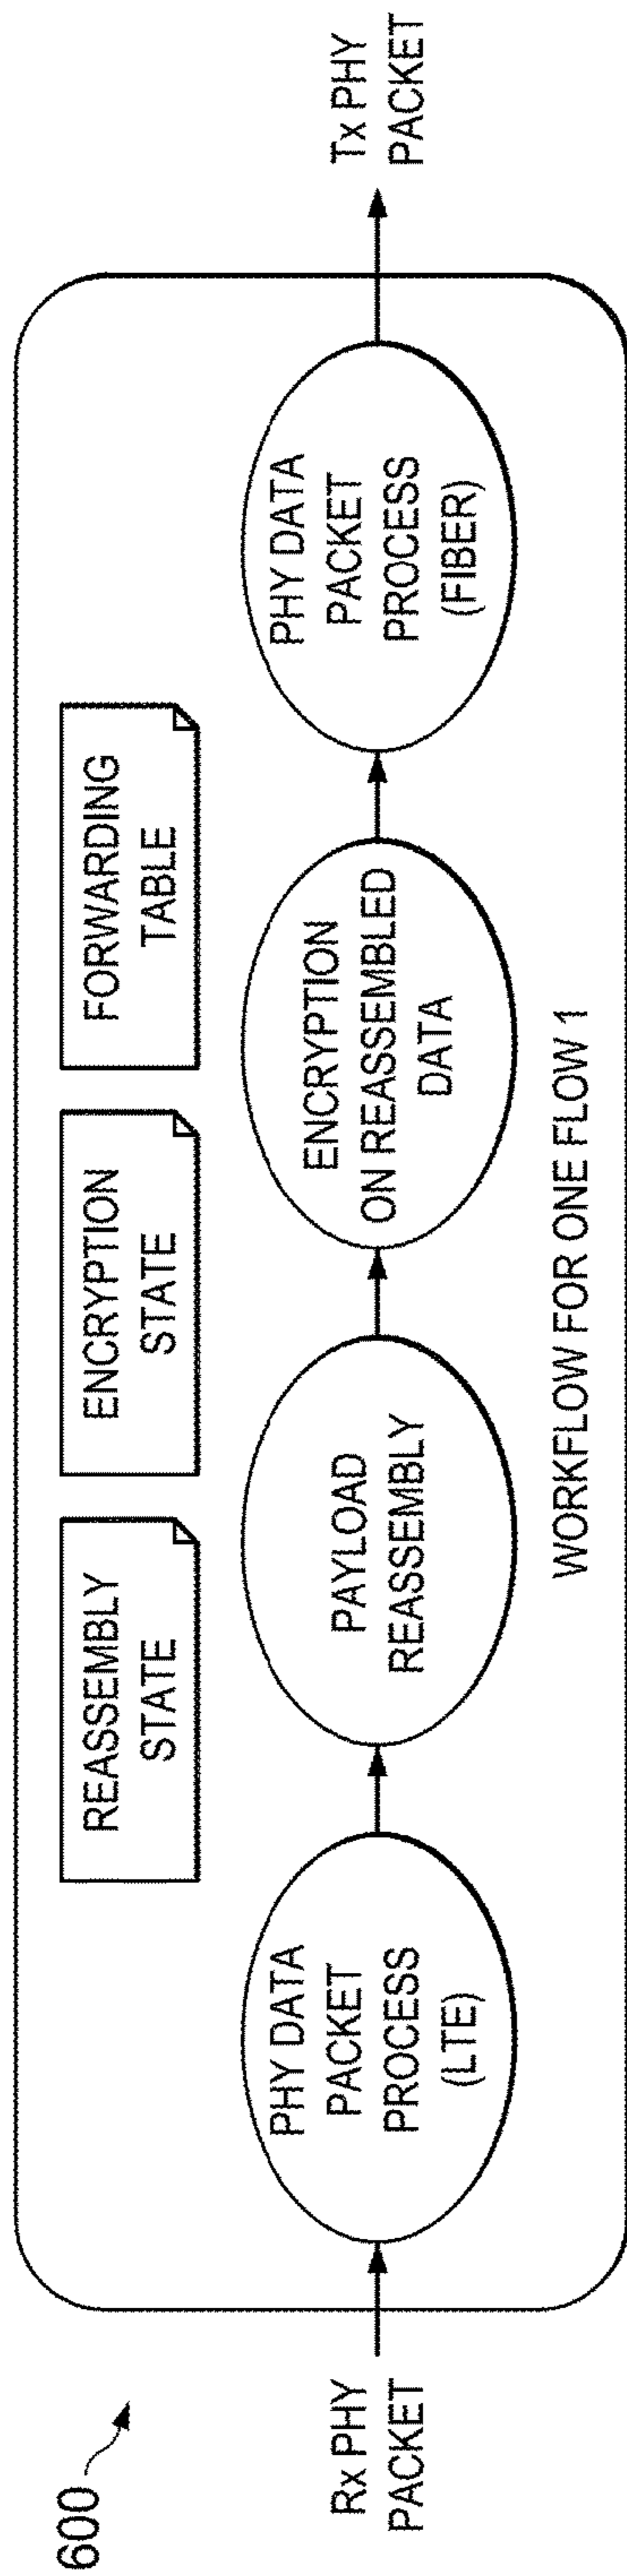 600
REASSEMBLY
STATE
ENCRYPTION
STATE
FORWARDING
TABLE
Rx PHY
PACKET
PHY DATA
PACKET
PROCESS
(LTE)
PAYLOAD
REASSEMBLY
ENCRYPTION
ON REASSEMBLED
DATA
PHY DATA
PACKET
PROCESS
(FIBER)
Tx PHY
PACKET
WORKFLOW FOR ONE FLOW 1